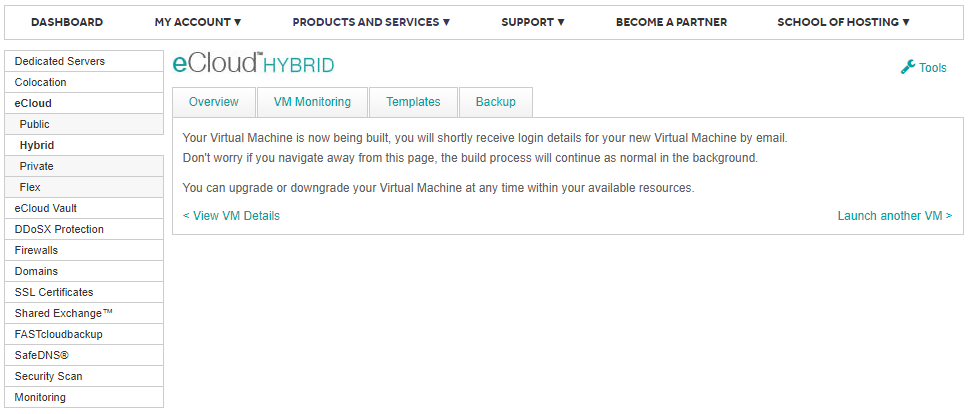 DASHBOARD MY ACCOUNT ▼ PRODUCTS AND SERVICES ▼ SUPPORT ▼ BECOME A PARTNER SCHOOL OF HOSTING ▼
Dedicated Servers
Colocation
eCloud
Public
Hybrid
Private
Flex
eCloud Vault
DDoSX Protection
Firewalls
Domains
SSL Certificates
Shared Exchange™
FASTcloudbackup
SafeDNS®
Security Scan
Monitoring
eCloud™HYBRID
Tools
Overview VM Monitoring Templates Backup
Your Virtual Machine is now being built, you will shortly receive login details for your new Virtual Machine by email.
Don't worry if you navigate away from this page, the build process will continue as normal in the background.
You can upgrade or downgrade your Virtual Machine at any time within your available resources.
< View VM Details Launch another VM >